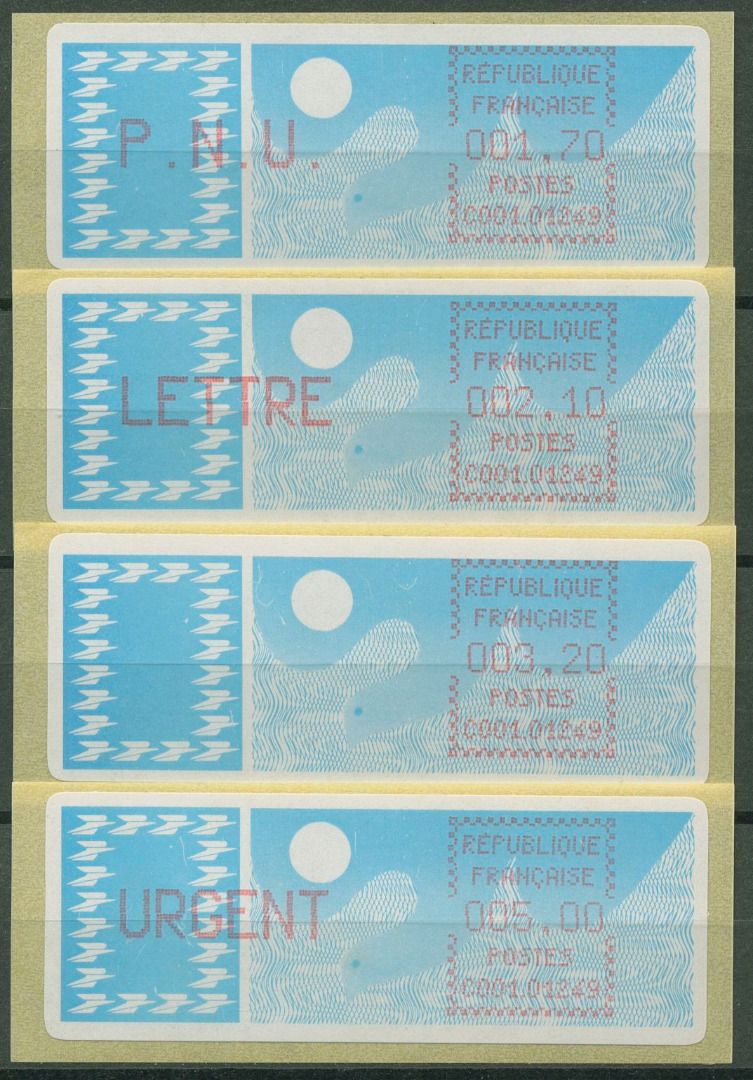 P.N.U.
RÉPUBLIQUE
FRANÇAISE
001,70
POSTES
C001.01249
LETTRE
RÉPUBLIQUE
FRANÇAISE
002,10
POSTES
C001.01249
RÉPUBLIQUE
FRANÇAISE
003,20
POSTES
C001.01249
URGENT
RÉPUBLIQUE
FRANÇAISE
005,00
POSTES
C001.01249